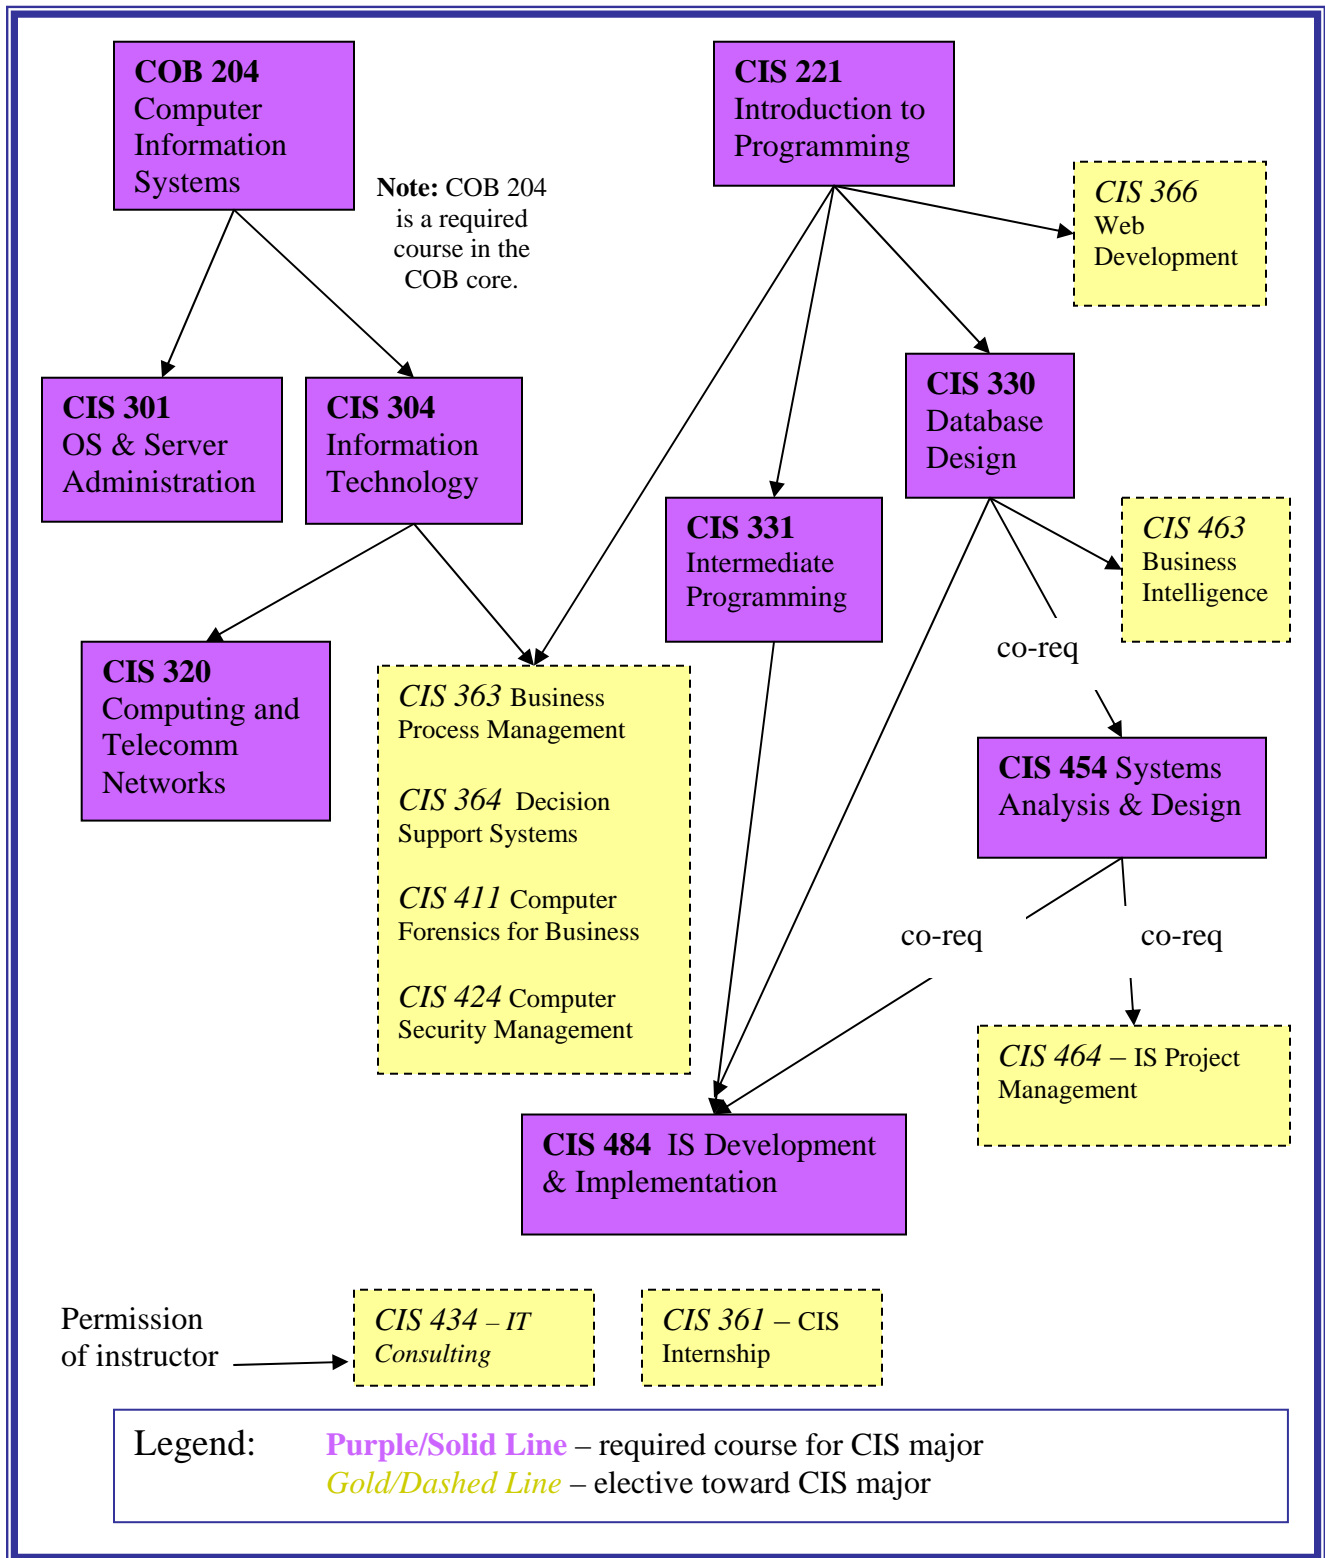 COB 204
Computer
Information
Systems
Note: COB 204
is a required
course in the
COB core.
CIS 221
Introduction to
Programming
CIS 366
Web
Development
CIS 301
OS & Server
Administration
CIS 304
Information
Technology
CIS 330
Database
Design
CIS 331
Intermediate
Programming
CIS 463
Business
Intelligence
co-req
CIS 320
Computing and
Telecomm
Networks
CIS 363 Business
Process Management
CIS 364 Decision
Support Systems
CIS 411 Computer
Forensics for Business
CIS 424 Computer
Security Management
CIS 454 Systems
Analysis & Design
co-req
co-req
CIS 464 – IS Project
Management
CIS 484 IS Development
& Implementation
Permission
of instructor
CIS 434 – IT
Consulting
CIS 361 – CIS
Internship
Legend: Purple/Solid Line – required course for CIS major
Gold/Dashed Line – elective toward CIS major